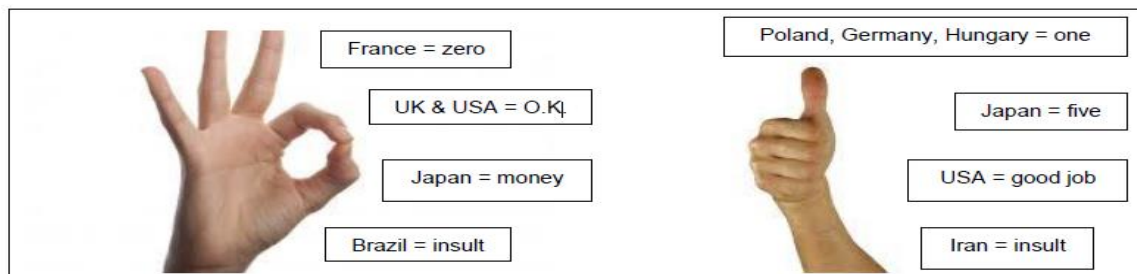 France = zero
UK & USA = O.K.
Japan = money
Brazil = insult
Poland, Germany, Hungary = one
Japan = five
USA = good job
Iran = insult